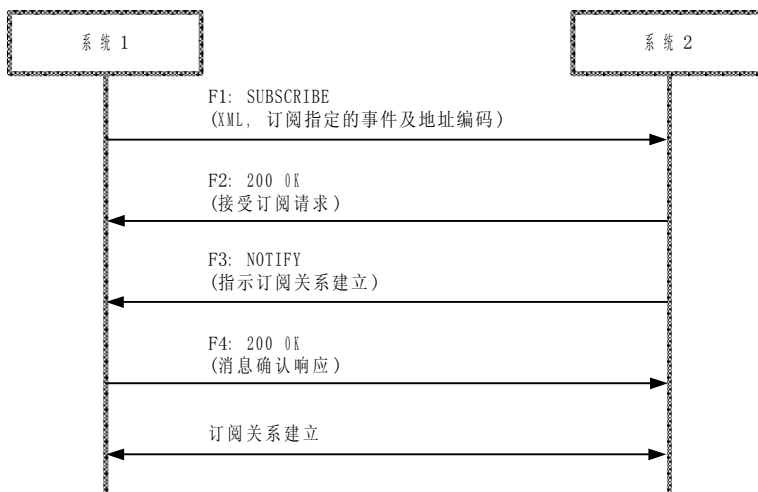 系统 1
系统 2
F1: SUBSCRIBE
(XML, 订阅指定的事件及地址编码)
F2: 200 OK
(接受订阅请求)
F3: NOTIFY
(指示订阅关系建立)
F4: 200 OK
(消息确认响应)
订阅关系建立